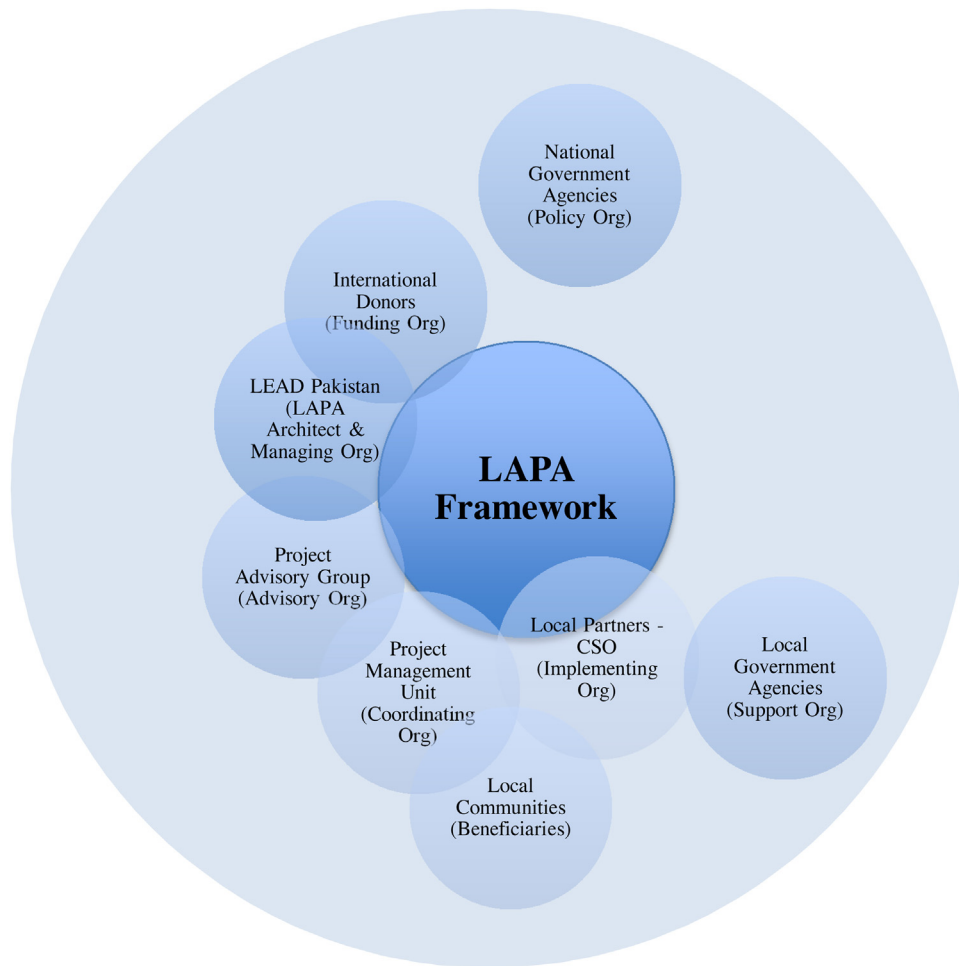 National
Government
Agencies
(Policy Org)
International
Donors
(Funding Org)
LEAD Pakistan
(LAPA
Architect &
Managing Org)
LAPA
Framework
Project
Advisory Group
(Advisory Org)
Project
Management
Unit
(Coordinating
Org)
Local Partners -
CSO
(Implementing
Org)
Local
Government
Agencies
(Support Org)
Local
Communities
(Beneficiaries)